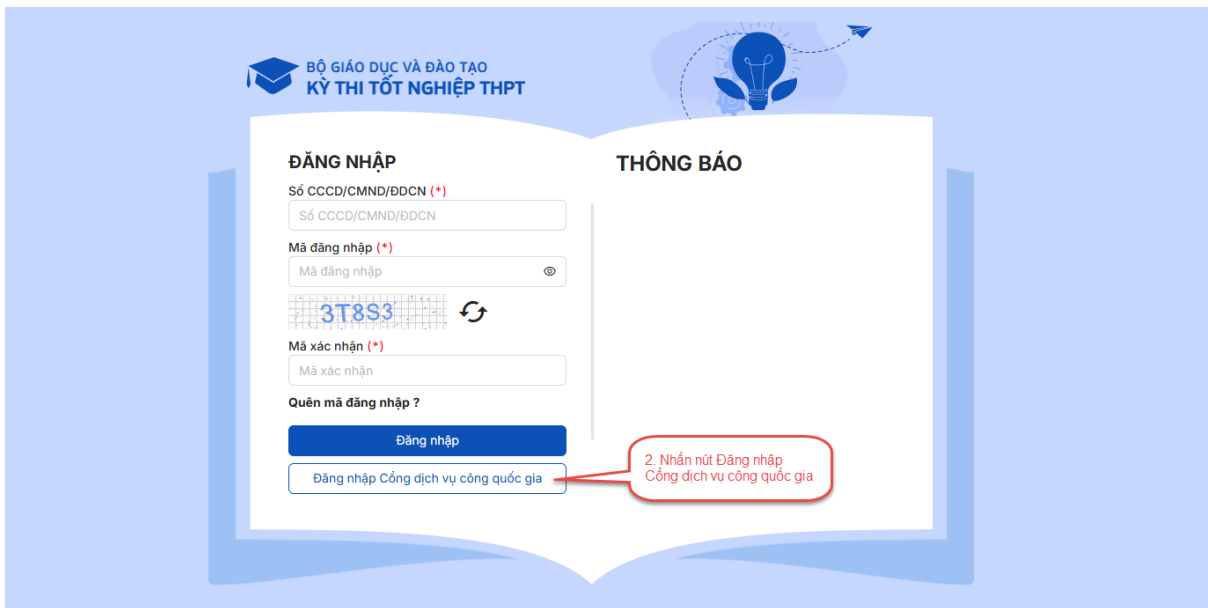 BỘ GIÁO DỤC VÀ ĐÀO TẠO
KỲ THI TỐT NGHIỆP THPT
ĐĂNG NHẬP
Số CCCD/CMND/ĐDCN (*)
Số CCCD/CMND/ĐDCN
Mã đăng nhập (*)
Mã đăng nhập
3T8S3
Mã xác nhận (*)
Mã xác nhận
Quên mã đăng nhập ?
Đăng nhập
Đăng nhập Cổng dịch vụ công quốc gia
THÔNG BÁO
2. Nhấn nút Đăng nhập
Cổng dịch vụ công quốc gia